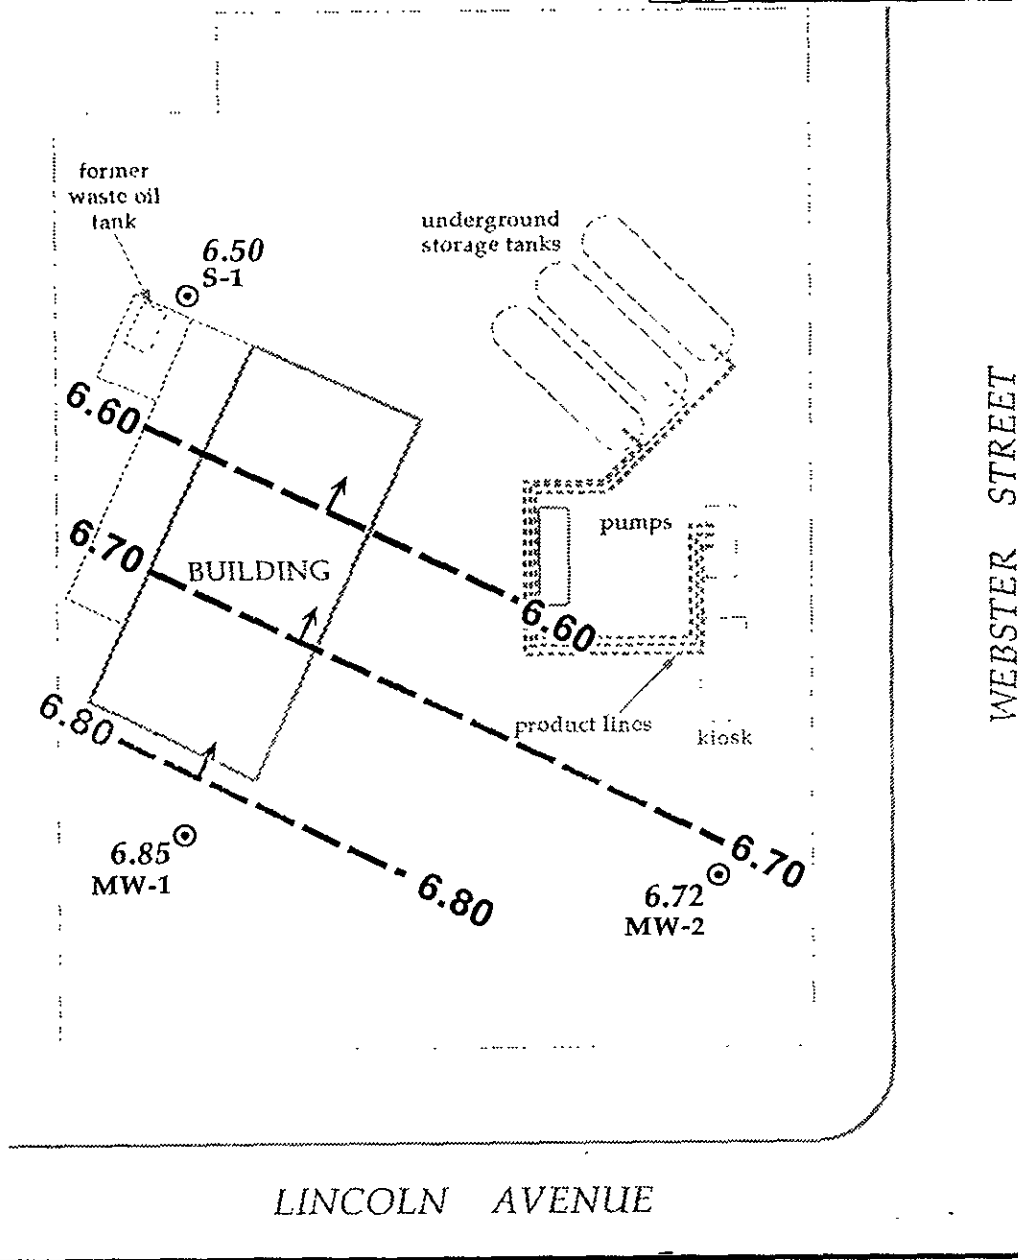 former
waste oil
tank
6.50
S-1
underground
storage tanks
6.60
6.70
BUILDING
pumps
6.60
6.80
product lines
kiosk
6.85
MW-1
6.70
6.80
6.72
MW-2
WEBSTER STREET
LINCOLN AVENUE